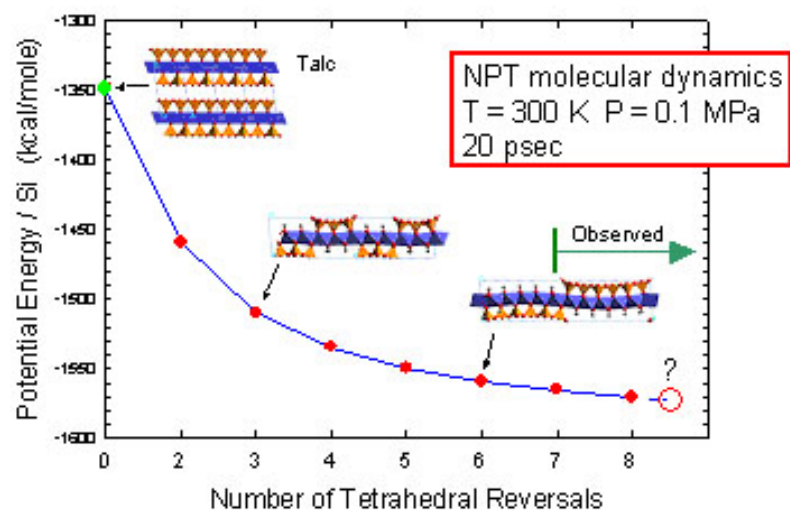 -1300
-1350
-1400
-1450
-1500
-1550
-1600
Potential Energy / Si (kcal/mole)
Talc
NPT molecular dynamics
T = 300 K P = 0.1 MPa
20 psec
Observed
?
0 2 3 4 5 6 7 8
Number of Tetrahedral Reversals